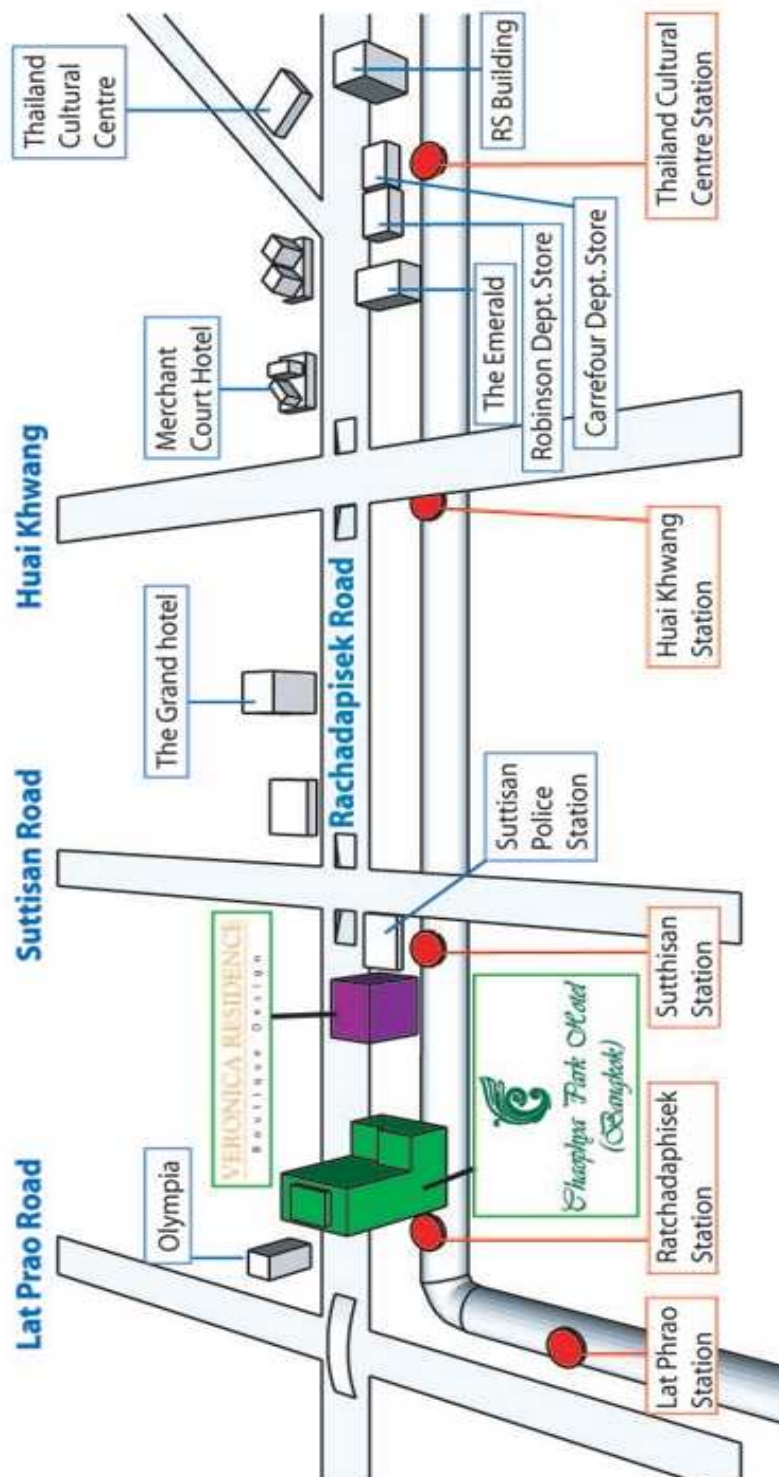 Lat Prao Road
Suttisan Road
Huai Khwang
Olympia
VERONICA RESIDENCE
Boutique Design
The Grand hotel
Merchant
Court Hotel
Thailand
Cultural
Centre
Rachadapisek Road
Chaophya Park Hotel
(Bangkok)
Suttisan
Police
Station
The Emerald
Robinson Dept. Store
Carrefour Dept. Store
RS Building
Lat Phrao
Station
Ratchadaphisek
Station
Sutthisan
Station
Huai Khwang
Station
Thailand Cultural
Centre Station